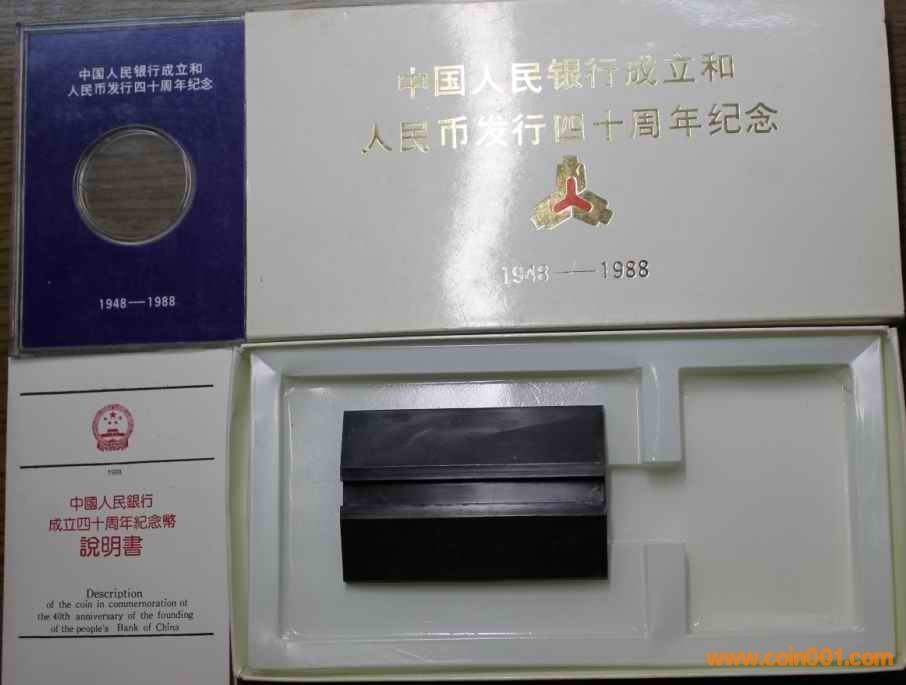 中国人民银行成立和
人民币发行四十周年纪念
1948—1988
中国人民银行成立和
人民币发行四十周年纪念
1948——1988
1988
中國人民銀行
成立四十周年紀念幣
說明書
Description
of the coin in commemoration of
the 40th anniversary of the founding
of the people's Bank of China
www.coin001.com